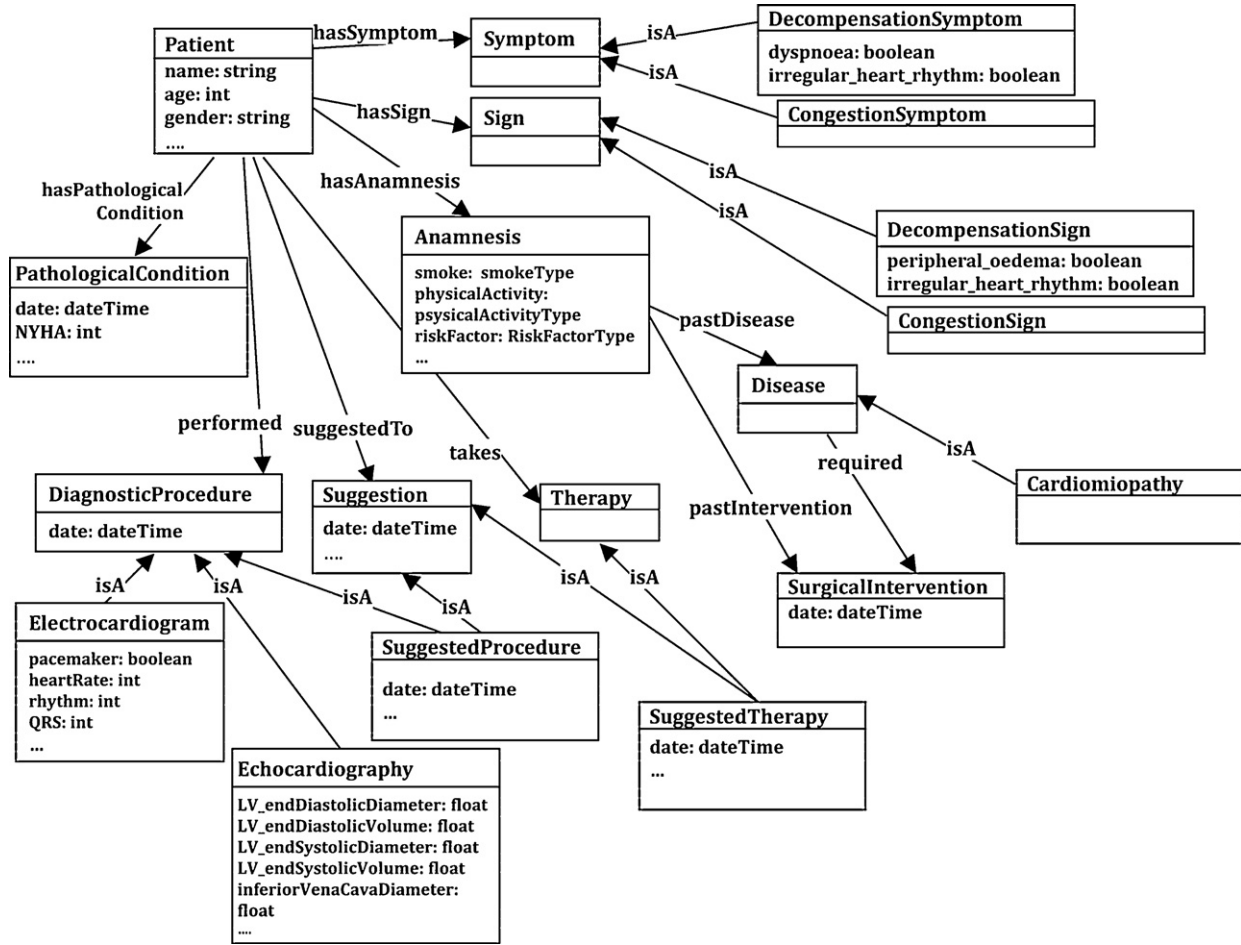 Patient
name: string
age: int
gender: string
....
hasSymptom
Symptom
isA
isA
DecompensationSymptom
dyspnoea: boolean
irregular_heart_rhythm: boolean
CongestionSymptom
hasSign
Sign
isA
isA
DecompensationSign
peripheral_oedema: boolean
irregular_heart_rhythm: boolean
CongestionSign
hasAnamnesis
Anamnesis
smoke: smokeType
physicalActivity:
psysicalActivityType
riskFactor: RiskFactorType
...
hasPathological
Condition
PathologicalCondition
date: dateTime
NYHA: int
....
pastDisease
Disease
isA
Cardiomiopathy
required
pastIntervention
SurgicalIntervention
date: dateTime
performed
suggestedTo
takes
DiagnosticProcedure
date: dateTime
Suggestion
date: dateTime
....
Therapy
isA
isA
isA
isA
isA
isA
Electrocardiogram
pacemaker: boolean
heartRate: int
rhythm: int
QRS: int
...
SuggestedProcedure
date: dateTime
...
SuggestedTherapy
date: dateTime
...
Echocardiography
LV_endDiastolicDiameter: float
LV_endDiastolicVolume: float
LV_endSystolicDiameter: float
LV_endSystolicVolume: float
inferiorVenaCavaDiameter:
float
....